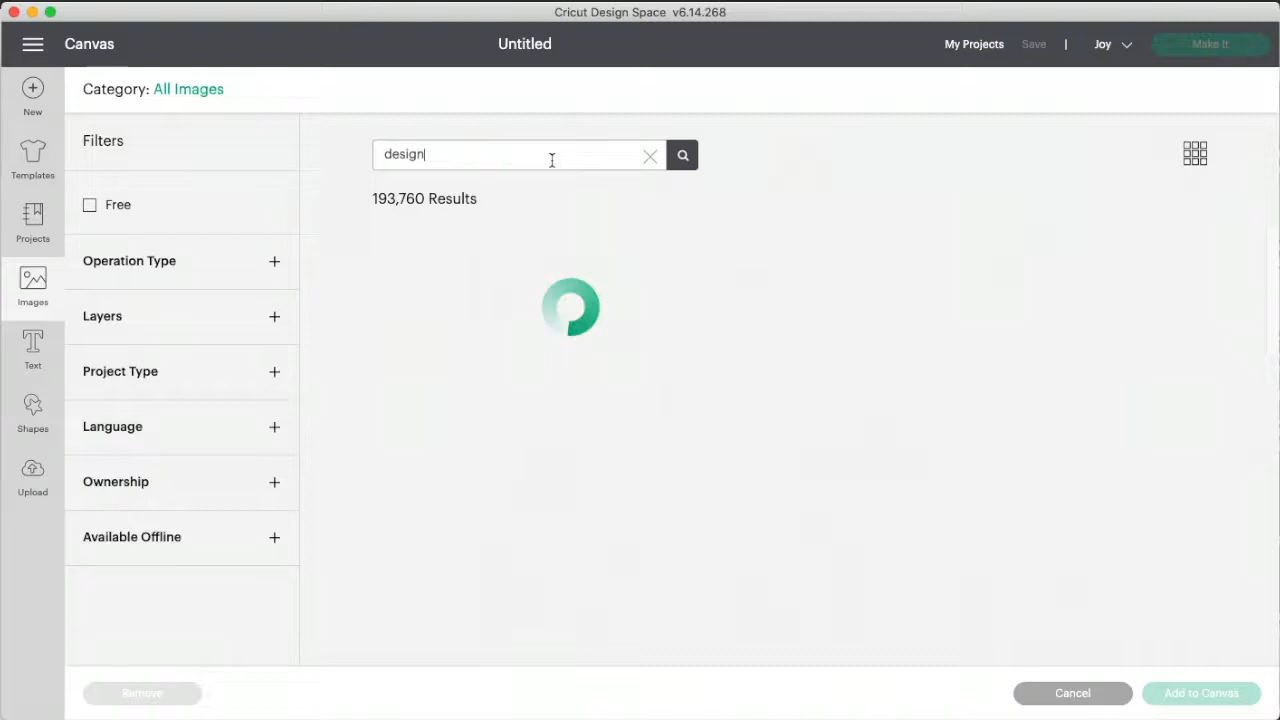 Cricut Design Space v6.14.268
Canvas
Untitled
My Projects
Save
|
Joy
Make It
New
Templates
Projects
Images
Text
Shapes
Upload
Category: All Images
Filters
Free
Operation Type
Layers
Project Type
Language
Ownership
Available Offline
design
193,760 Results
Remove
Cancel
Add to Canvas